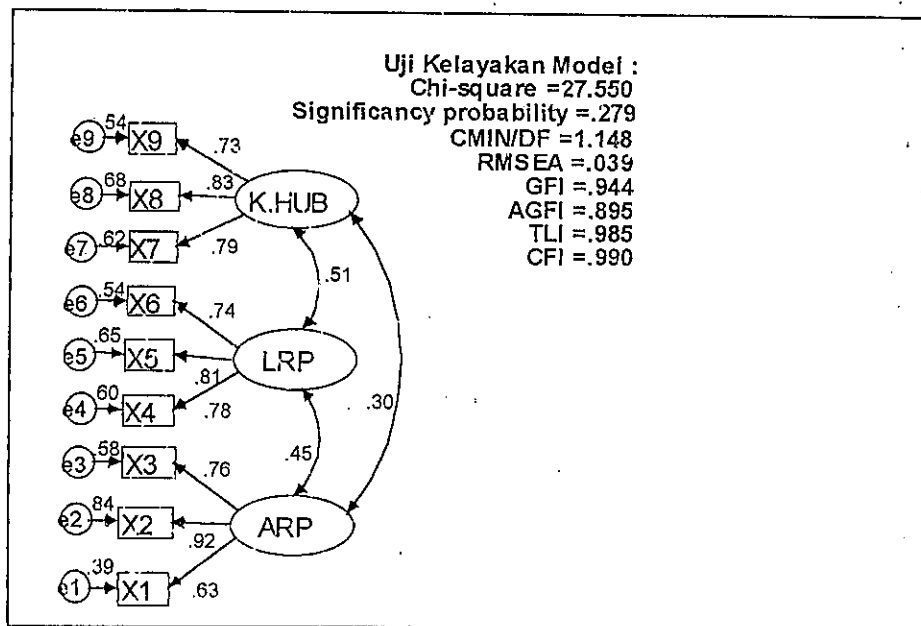 Uji Kelayakan Model :
Chi-square =27.550
Significancy probability =.279
CMIN/DF =1.148
RMSEA =.039
GFI =.944
AGFI =.895
TLI =.985
CFI =.990
e9 .54 X9 .73
e8 .68 X8 .83
K.HUB
e7 .62 X7 .79
.51
e6 .54 X6 .74
e5 .65 X5 .81
LRP
e4 .60 X4 .78
.30
.45
e3 .58 X3 .76
e2 .84 X2 .92
ARP
e1 .39 X1 .63